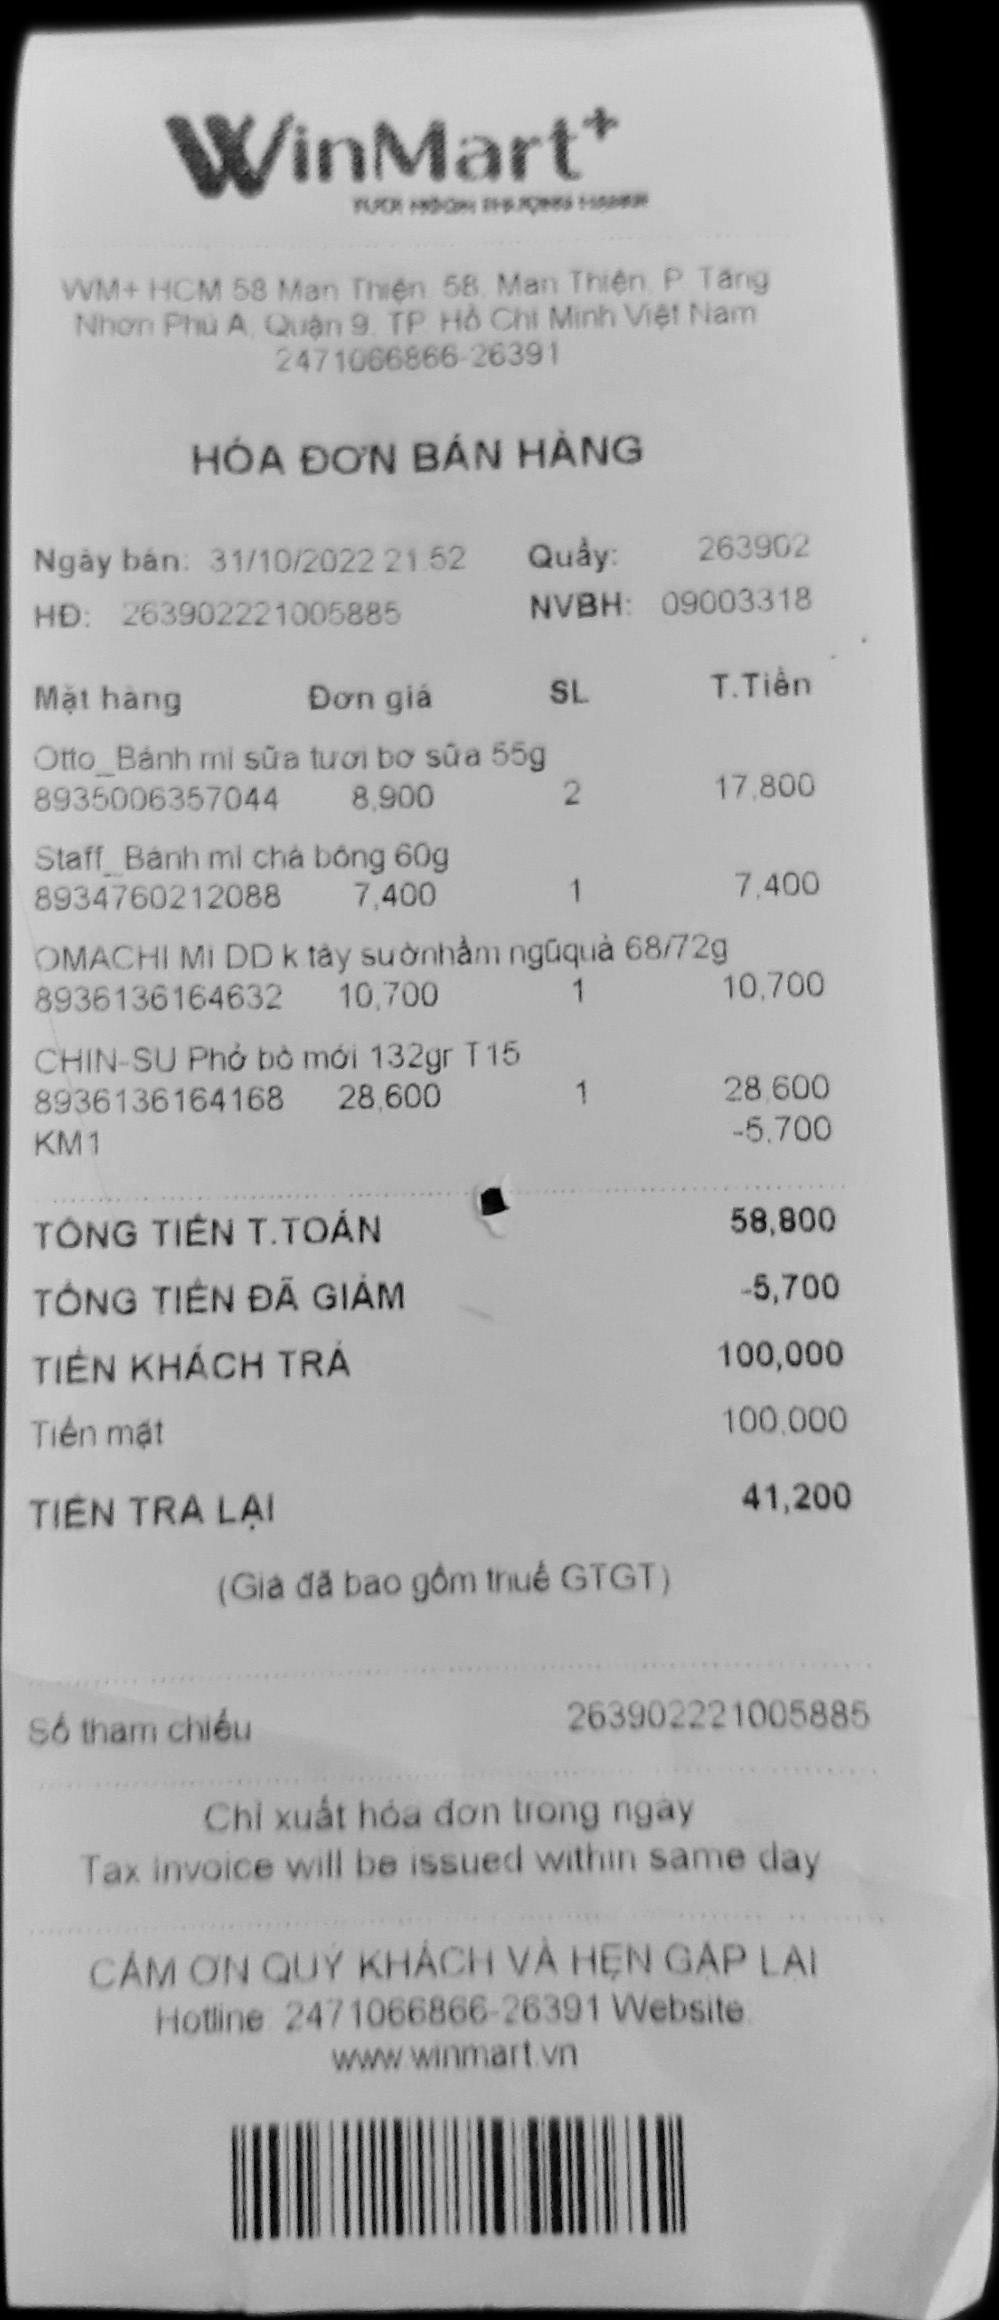 WinMart+
WM+ HCM 58 Man Thiện 58, Man Thiện, P. Tăng
Nhơn Phú A, Quận 9, TP. Hồ Chí Minh Việt Nam
2471066866-26391
HÓA ĐƠN BÁN HÀNG
Ngày bán: 31/10/2022 21:52 Quầy: 263902
HĐ: 263902221005885 NVBH: 09003318
Mặt hàng Đơn giá SL T.Tiền
Otto_Bánh mì sữa tươi bơ sữa 55g
8935006357044 8,900 2 17,800
Staff_Bánh mì chà bông 60g
8934760212088 7,400 1 7,400
OMACHI Mì DD k.tây sườnhầm ngũquả 68/72g
8936136164632 10,700 1 10,700
CHIN-SU Phở bò mới 132gr T15
8936136164168 28,600 1 28,600
KM1 -5,700
TỔNG TIỀN T.TOÁN 58,800
TỔNG TIỀN ĐÃ GIẢM -5,700
TIỀN KHÁCH TRẢ 100,000
Tiền mặt 100,000
TIỀN TRẢ LẠI 41,200
(Giá đã bao gồm thuế GTGT)
Số tham chiếu 263902221005885
Chỉ xuất hóa đơn trong ngày
Tax invoice will be issued within same day
CẢM ƠN QUÝ KHÁCH VÀ HẸN GẶP LẠI
Hotline: 2471066866-26391 Website:
www.winmart.vn